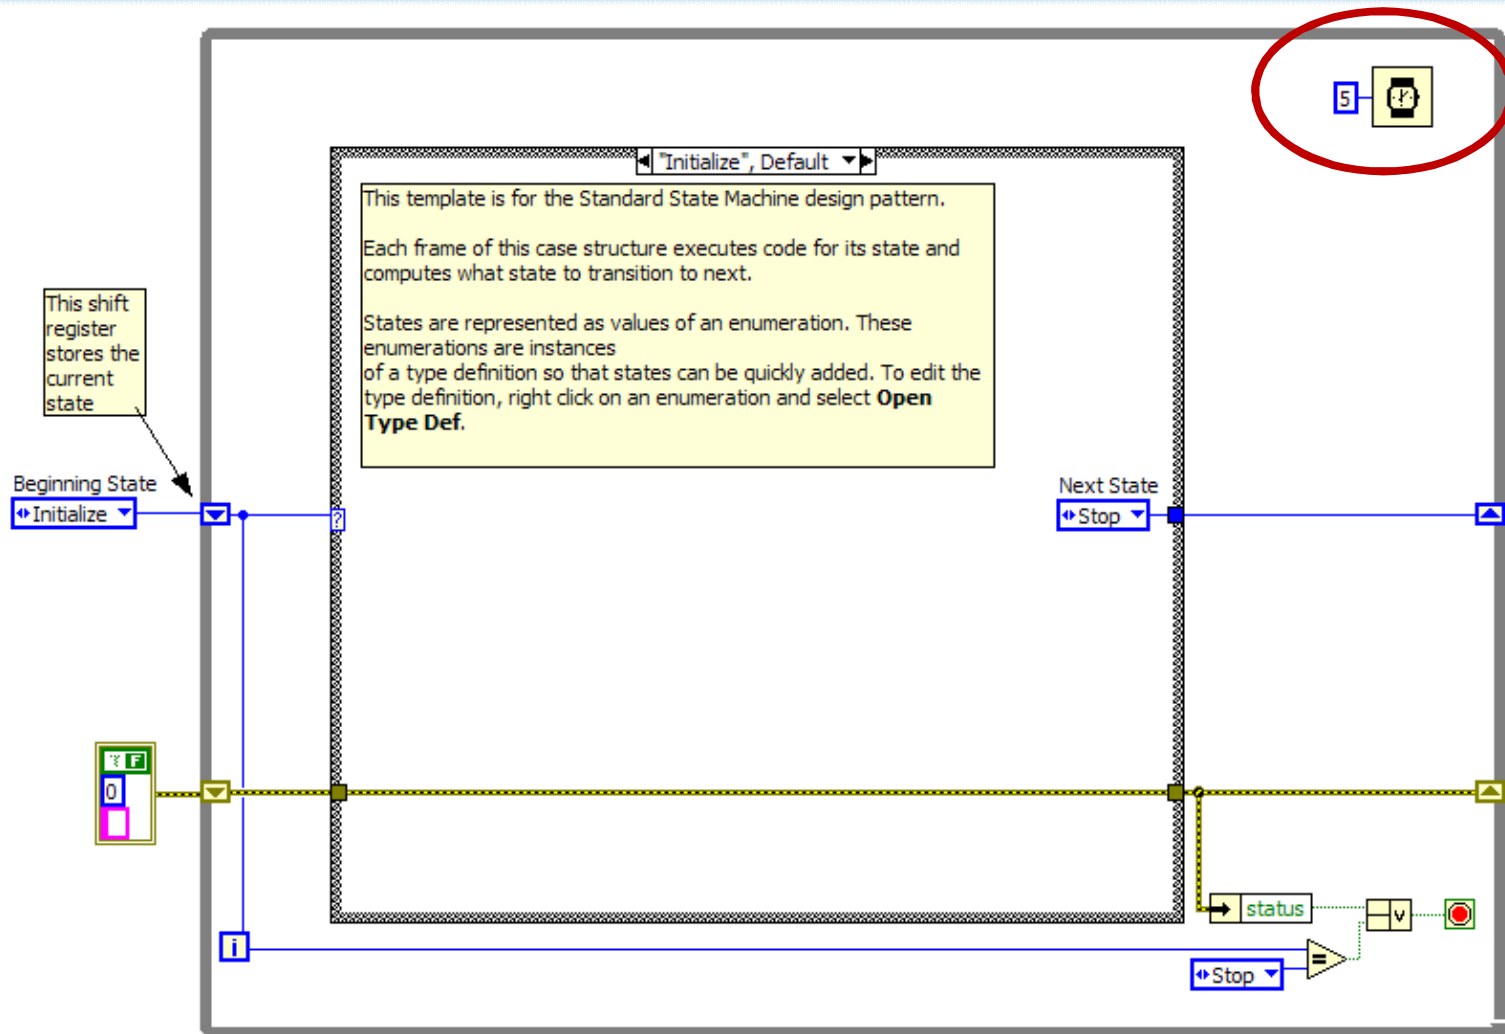 5
"Initialize", Default
This template is for the Standard State Machine design pattern.
Each frame of this case structure executes code for its state and
computes what state to transition to next.
States are represented as values of an enumeration. These
enumerations are instances
of a type definition so that states can be quickly added. To edit the
type definition, right click on an enumeration and select Open
Type Def.
This shift
register
stores the
current
state
Beginning State
Initialize
?
Next State
Stop
F
0
status
v
i
=
Stop